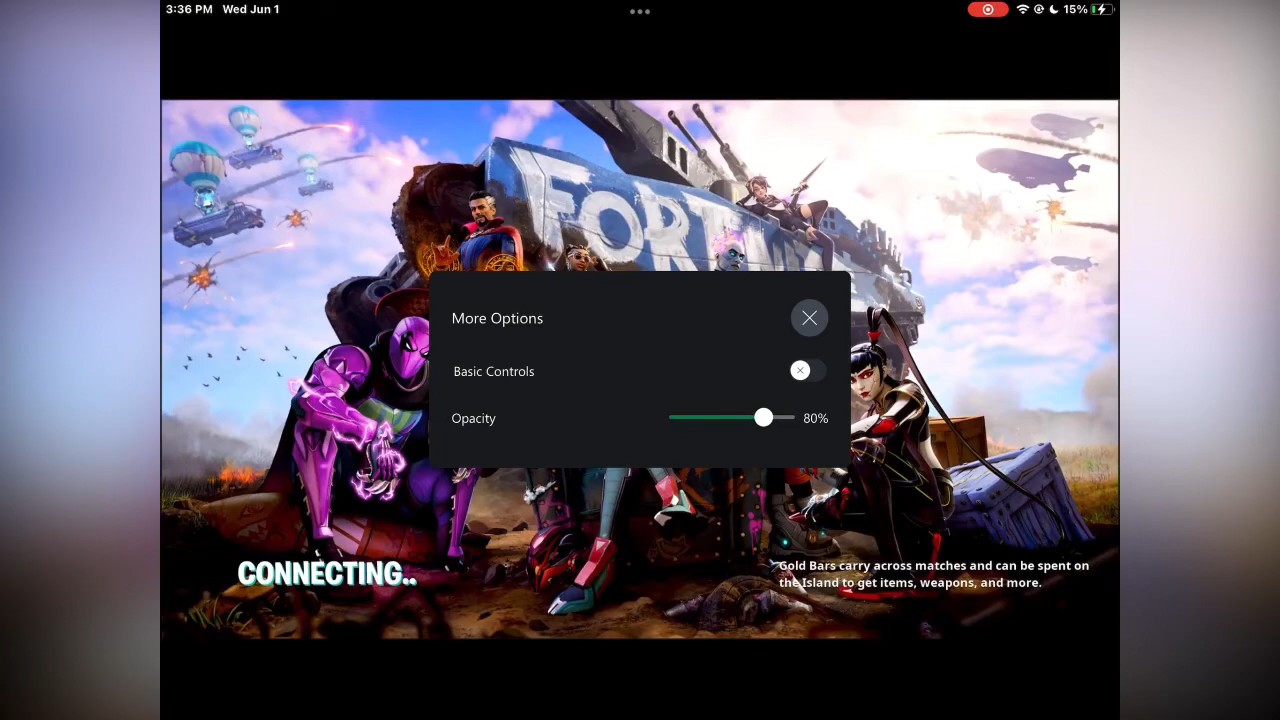 3:36 PM Wed Jun 1
15%
FORTNITE
More Options
Basic Controls
Opacity
80%
CONNECTING..
Gold Bars carry across matches and can be spent on
the Island to get items, weapons, and more.